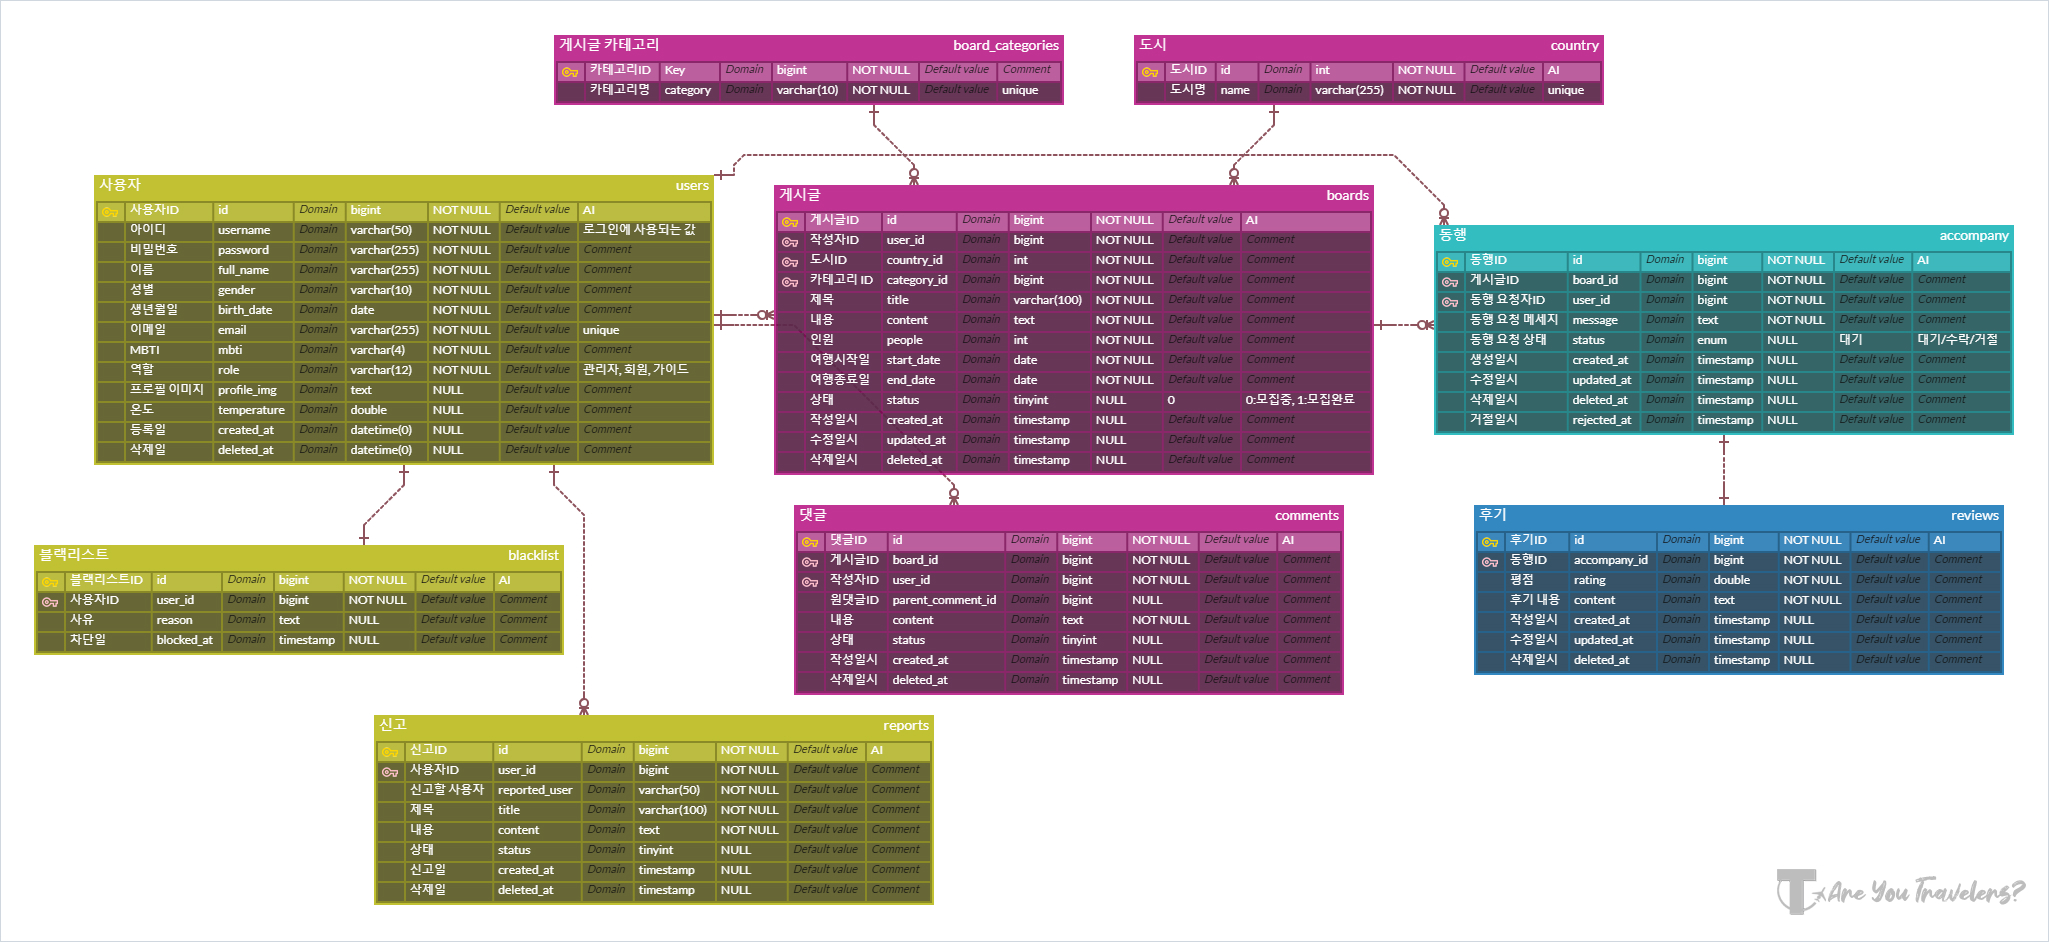 게시글 카테고리 board_categories
카테고리ID Key Domain bigint NOT NULL Default value Comment
카테고리명 category Domain varchar(10) NOT NULL Default value unique
도시 country
도시ID id Domain int NOT NULL Default value AI
도시명 name Domain varchar(255) NOT NULL Default value unique
사용자 users
사용자ID id Domain bigint NOT NULL Default value AI
아이디 username Domain varchar(50) NOT NULL Default value 로그인에 사용되는 값
비밀번호 password Domain varchar(255) NOT NULL Default value Comment
이름 full_name Domain varchar(255) NOT NULL Default value Comment
성별 gender Domain varchar(10) NOT NULL Default value Comment
생년월일 birth_date Domain date NOT NULL Default value Comment
이메일 email Domain varchar(255) NOT NULL Default value unique
MBTI mbti Domain varchar(4) NOT NULL Default value Comment
역할 role Domain varchar(12) NOT NULL Default value 관리자, 회원, 가이드
프로필 이미지 profile_img Domain text NULL Default value Comment
온도 temperature Domain double NULL Default value Comment
등록일 created_at Domain datetime(0) NULL Default value Comment
삭제일 deleted_at Domain datetime(0) NULL Default value Comment
게시글 boards
게시글ID id Domain bigint NOT NULL Default value AI
작성자ID user_id Domain bigint NOT NULL Default value Comment
도시ID country_id Domain int NOT NULL Default value Comment
카테고리 ID category_id Domain bigint NOT NULL Default value Comment
제목 title Domain varchar(100) NOT NULL Default value Comment
내용 content Domain text NOT NULL Default value Comment
인원 people Domain int NOT NULL Default value Comment
여행시작일 start_date Domain date NOT NULL Default value Comment
여행종료일 end_date Domain date NOT NULL Default value Comment
상태 status Domain tinyint NULL 0 0:모집중, 1:모집완료
작성일시 created_at Domain timestamp NULL Default value Comment
수정일시 updated_at Domain timestamp NULL Default value Comment
삭제일시 deleted_at Domain timestamp NULL Default value Comment
동행 accompany
동행ID id Domain bigint NOT NULL Default value AI
게시글ID board_id Domain bigint NOT NULL Default value Comment
동행 요청자ID user_id Domain bigint NOT NULL Default value Comment
동행 요청 메세지 message Domain text NOT NULL Default value Comment
동행 요청 상태 status Domain enum NULL 대기 대기/수락/거절
생성일시 created_at Domain timestamp NULL Default value Comment
수정일시 updated_at Domain timestamp NULL Default value Comment
삭제일시 deleted_at Domain timestamp NULL Default value Comment
거절일시 rejected_at Domain timestamp NULL Default value Comment
블랙리스트 blacklist
블랙리스트ID id Domain bigint NOT NULL Default value AI
사용자ID user_id Domain bigint NOT NULL Default value Comment
사유 reason Domain text NULL Default value Comment
차단일 blocked_at Domain timestamp NULL Default value Comment
댓글 comments
댓글ID id Domain bigint NOT NULL Default value AI
게시글ID board_id Domain bigint NOT NULL Default value Comment
작성자ID user_id Domain bigint NOT NULL Default value Comment
원댓글ID parent_comment_id Domain bigint NULL Default value Comment
내용 content Domain text NOT NULL Default value Comment
상태 status Domain tinyint NULL Default value Comment
작성일시 created_at Domain timestamp NULL Default value Comment
삭제일시 deleted_at Domain timestamp NULL Default value Comment
후기 reviews
후기ID id Domain bigint NOT NULL Default value AI
동행ID accompany_id Domain bigint NOT NULL Default value Comment
평점 rating Domain double NOT NULL Default value Comment
후기 내용 content Domain text NOT NULL Default value Comment
작성일시 created_at Domain timestamp NULL Default value Comment
수정일시 updated_at Domain timestamp NULL Default value Comment
삭제일시 deleted_at Domain timestamp NULL Default value Comment
신고 reports
신고ID id Domain bigint NOT NULL Default value AI
사용자ID user_id Domain bigint NOT NULL Default value Comment
신고할 사용자 reported_user Domain varchar(50) NOT NULL Default value Comment
제목 title Domain varchar(100) NOT NULL Default value Comment
내용 content Domain text NOT NULL Default value Comment
상태 status Domain tinyint NULL Default value Comment
신고일 created_at Domain timestamp NULL Default value Comment
삭제일 deleted_at Domain timestamp NULL Default value Comment
Are You Travelers?